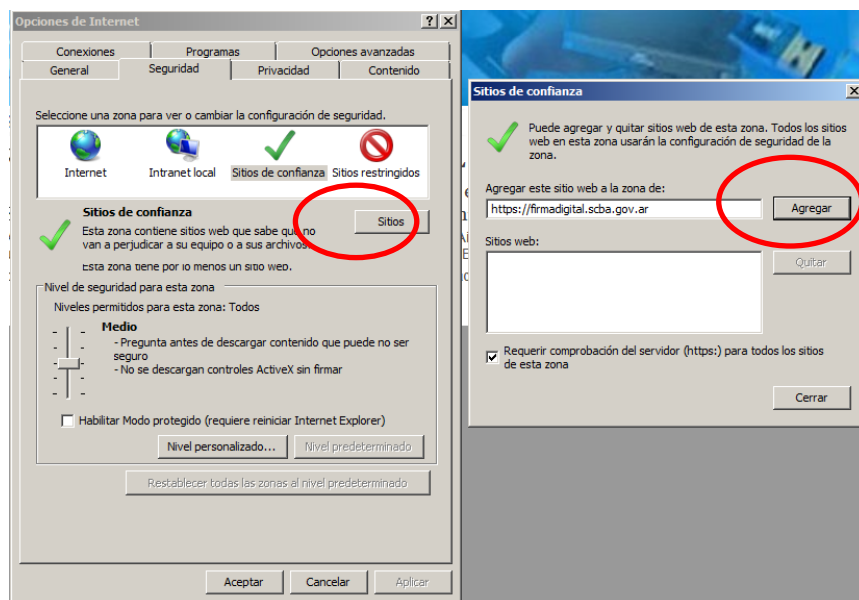 Opciones de Internet
Conexiones
Programas
Opciones avanzadas
General
Seguridad
Privacidad
Contenido
Seleccione una zona para ver o cambiar la configuración de seguridad.
Internet
Intranet local
Sitios de confianza
Sitios restringidos
Sitios de confianza
Esta zona contiene sitios web que sabe que no
van a perjudicar a su equipo o a sus archivos.
Esta zona tiene por lo menos un sitio web.
Sitios
Nivel de seguridad para esta zona
Niveles permitidos para esta zona: Todos
Medio
- Pregunta antes de descargar contenido que puede no ser
seguro
- No se descargan controles ActiveX sin firmar
Habilitar Modo protegido (requiere reiniciar Internet Explorer)
Nivel personalizado...
Nivel predeterminado
Restablecer todas las zonas al nivel predeterminado
Aceptar
Cancelar
Aplicar
Sitios de confianza
Puede agregar y quitar sitios web de esta zona. Todos los sitios
web en esta zona usarán la configuración de seguridad de la
zona.
Agregar este sitio web a la zona de:
https://firmadigital.scba.gov.ar
Agregar
Sitios web:
Quitar
Requerir comprobación del servidor (https:) para todos los sitios
de esta zona
Cerrar